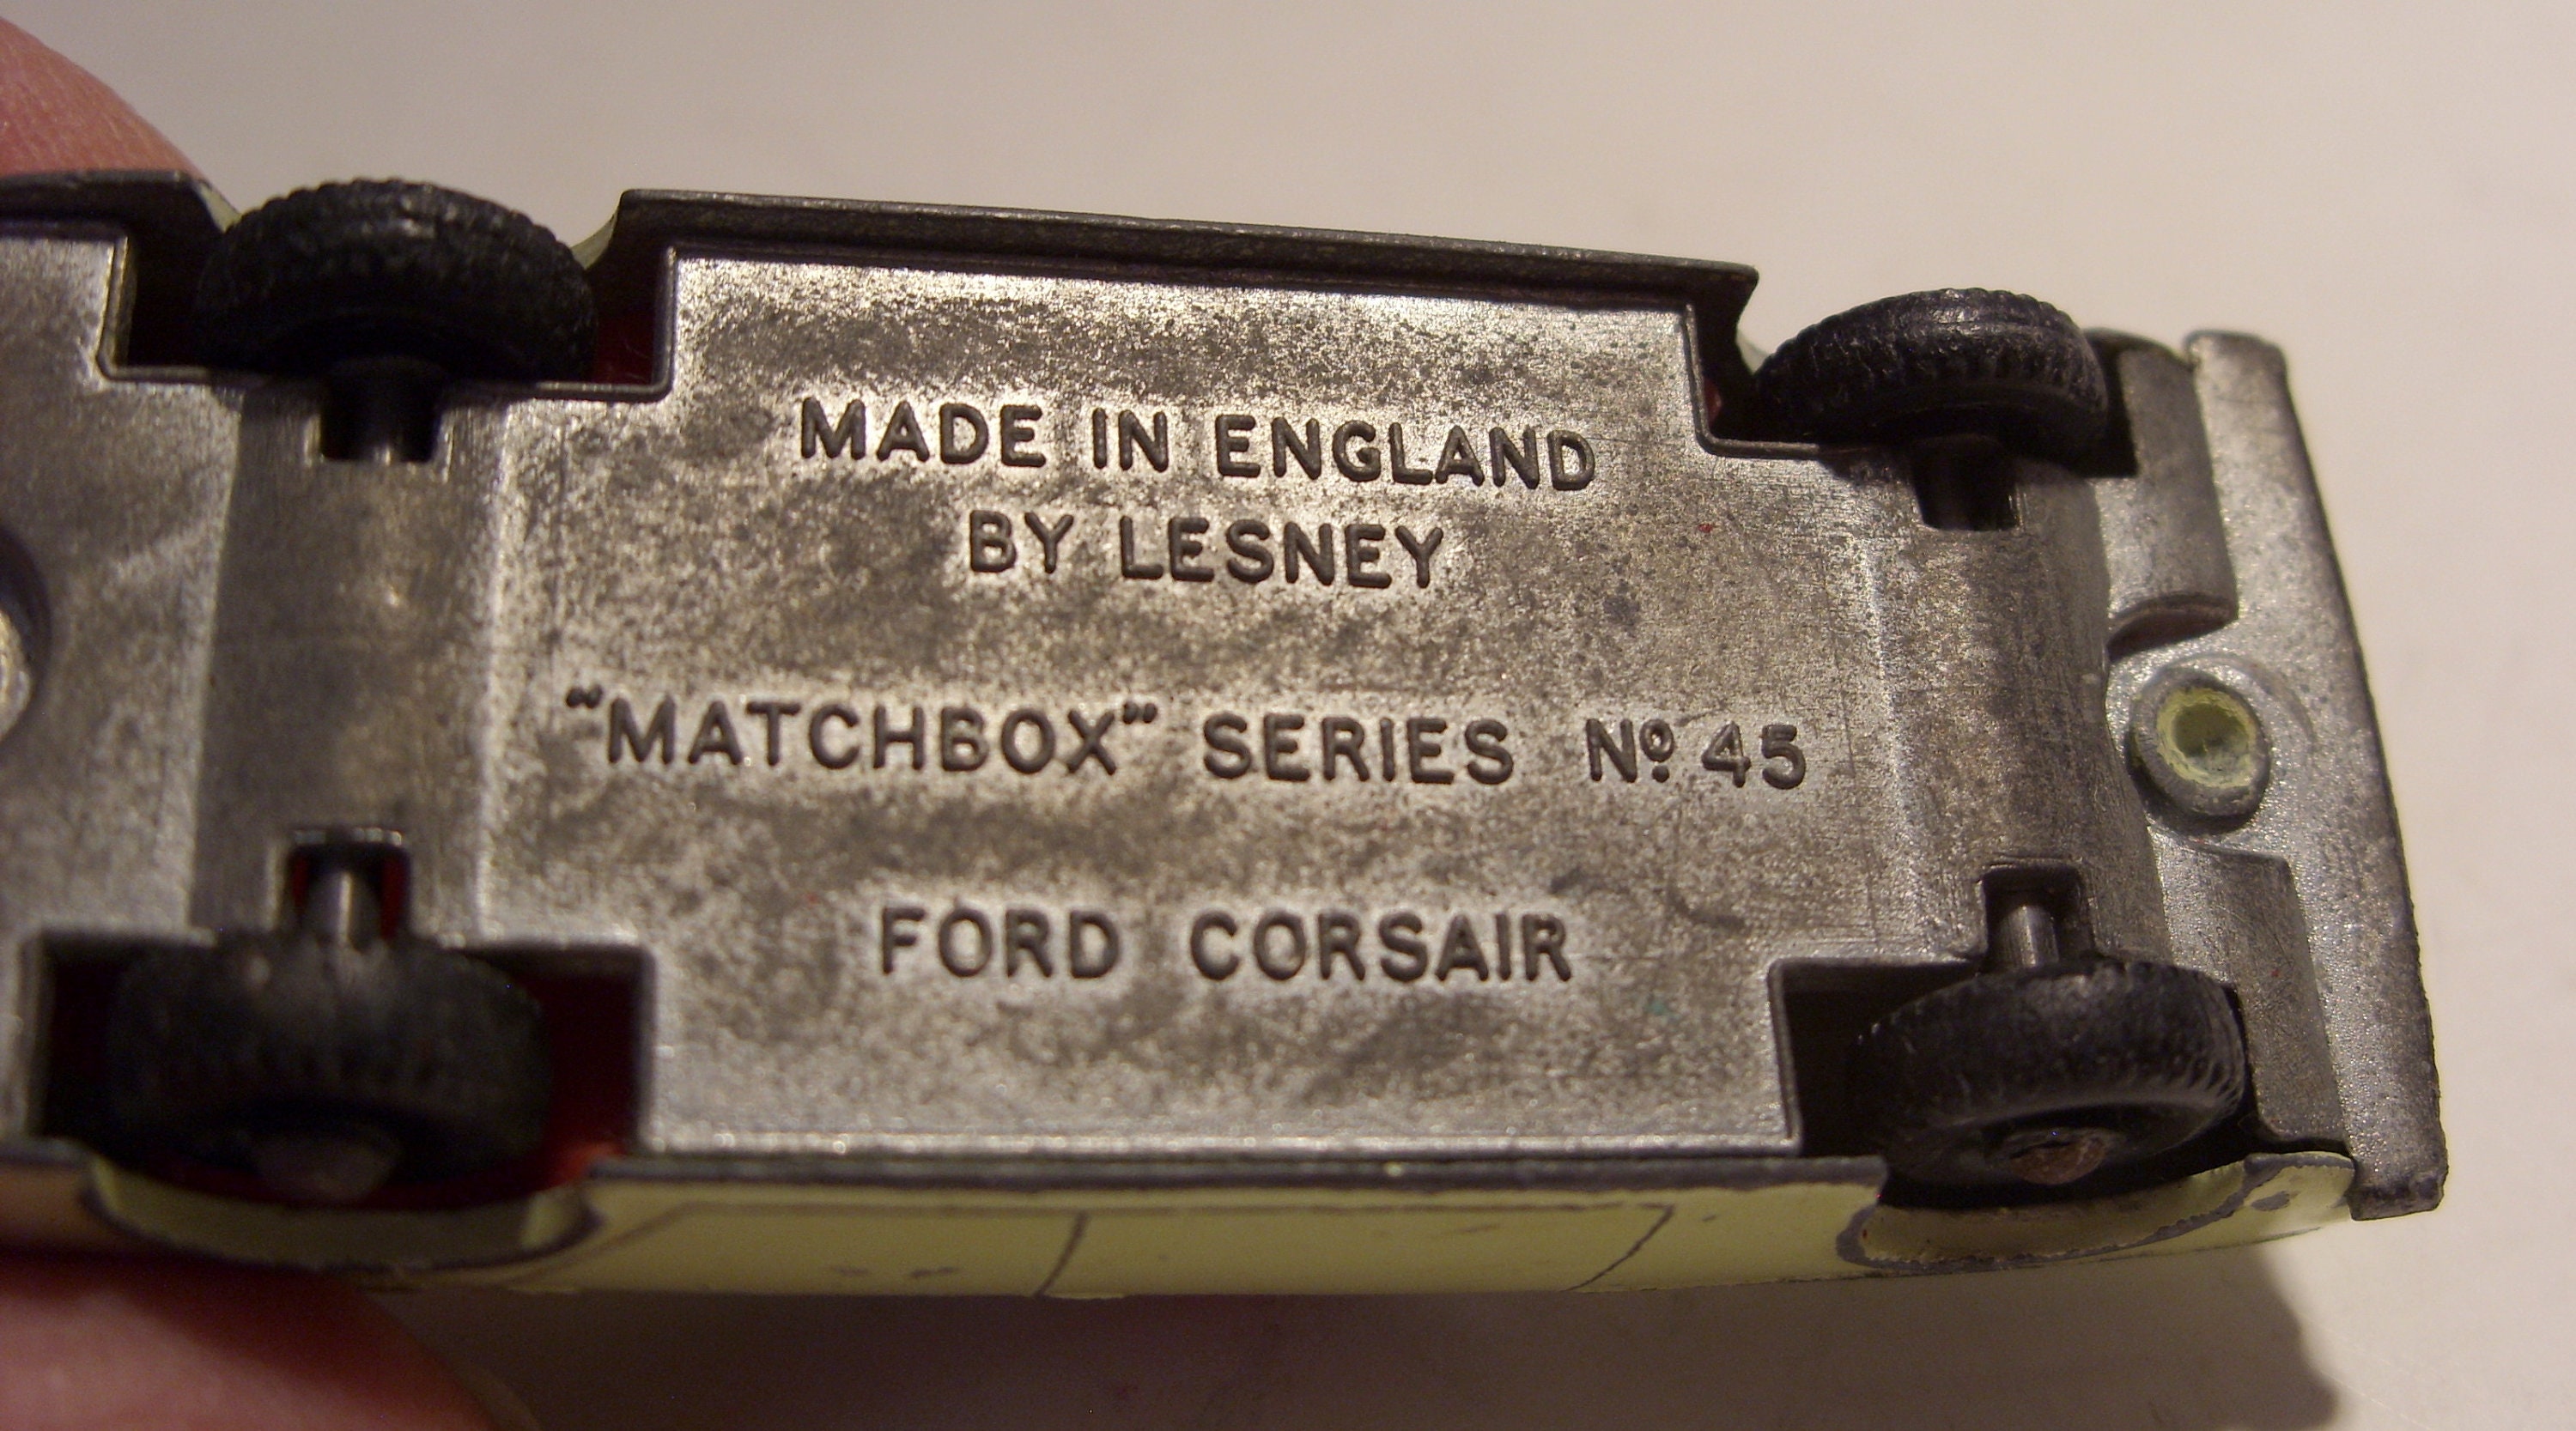 MADE IN ENGLAND
BY LESNEY
“MATCHBOX” SERIES Nº 45
FORD CORSAIR